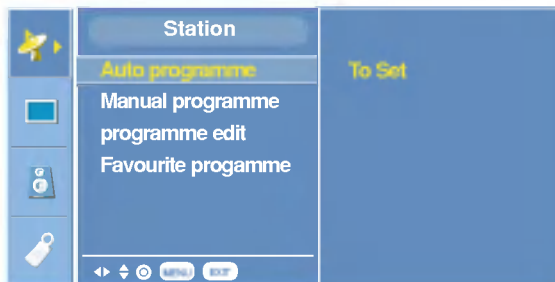 Station
Auto programme
To Set
Manual programme
programme edit
Favourite progamme
MENU EXIT